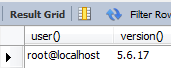 Result Grid Filter Row
user() version()
root@localhost 5.6.17